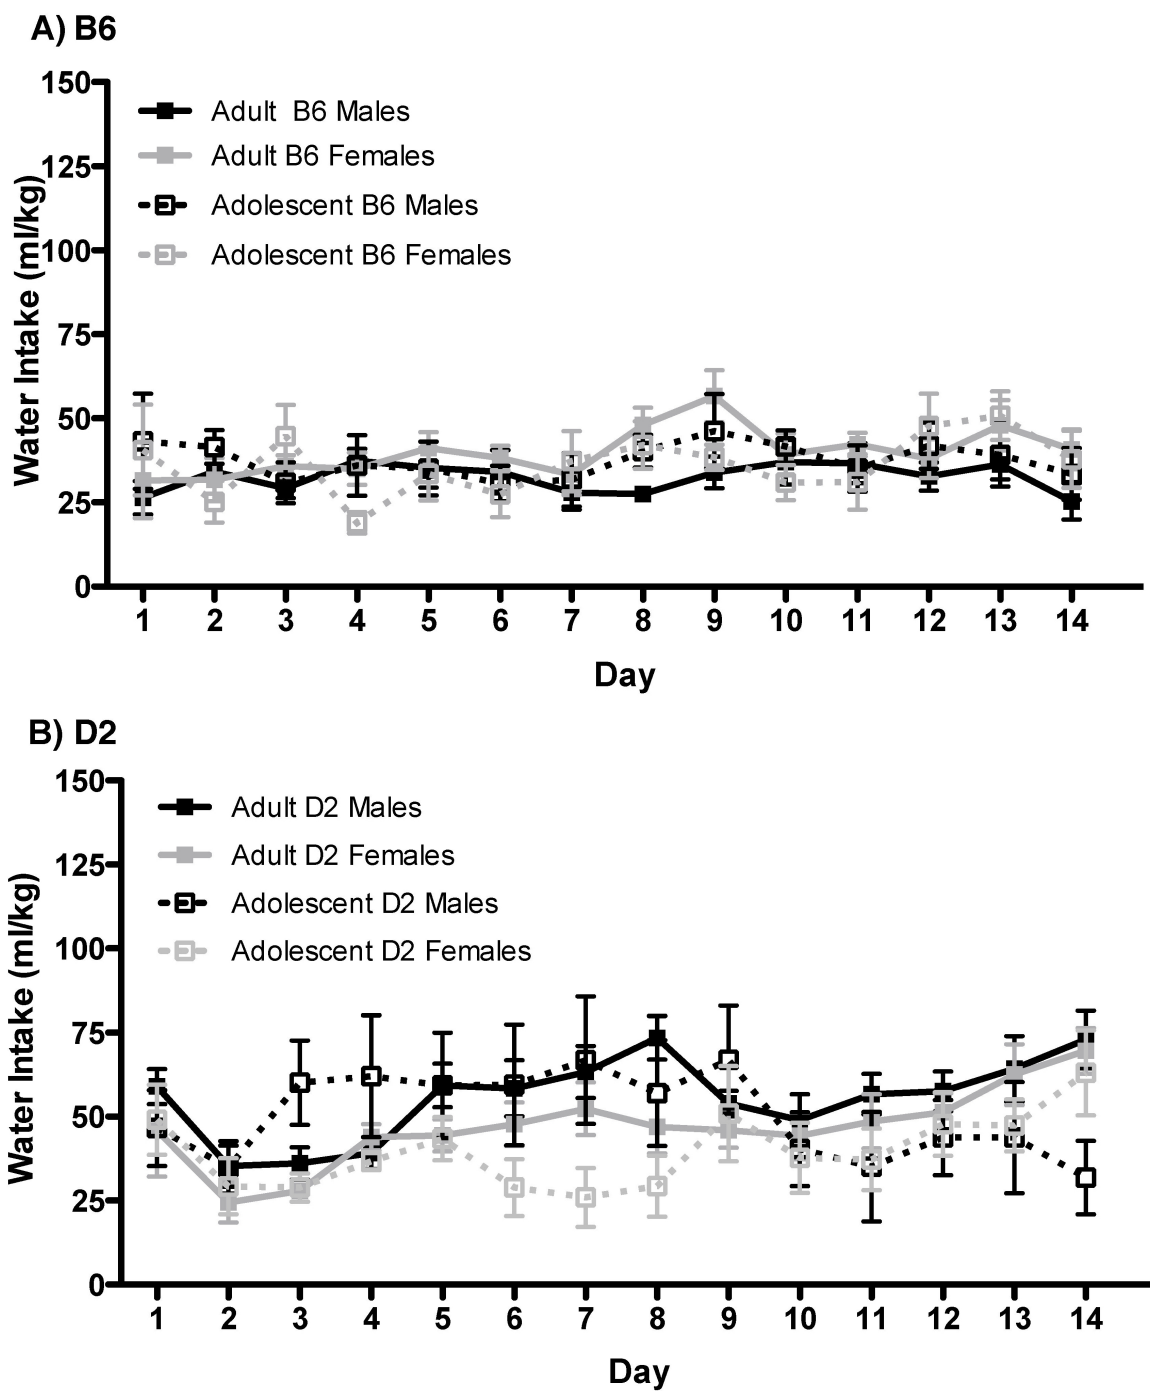 A) B6
150
125
100
75
50
25
0
Water Intake (ml/kg)
Adult B6 Males
Adult B6 Females
Adolescent B6 Males
Adolescent B6 Females
1 2 3 4 5 6 7 8 9 10 11 12 13 14
Day
B) D2
150
125
100
75
50
25
0
Water Intake (ml/kg)
Adult D2 Males
Adult D2 Females
Adolescent D2 Males
Adolescent D2 Females
1 2 3 4 5 6 7 8 9 10 11 12 13 14
Day